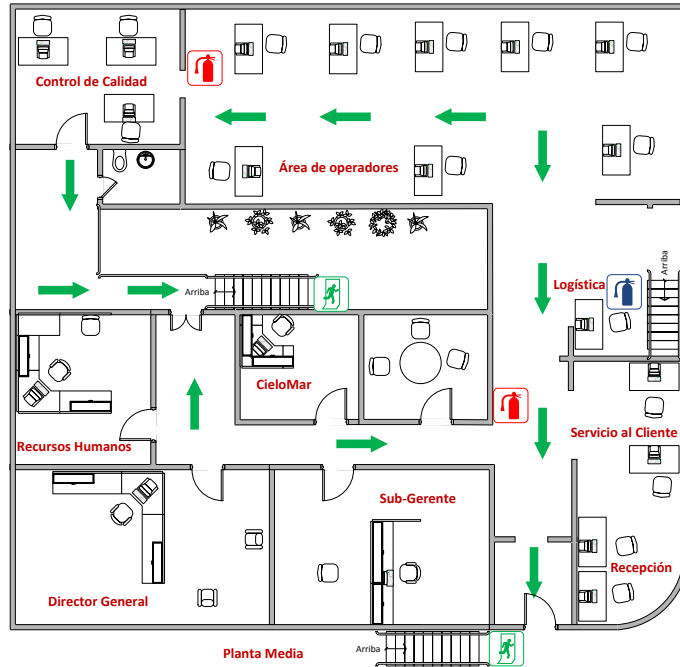 Control de Calidad
Área de operadores
Arriba
Logística
Arriba
CieloMar
Servicio al Cliente
Recursos Humanos
Sub-Gerente
Recepción
Director General
Planta Media
Arriba